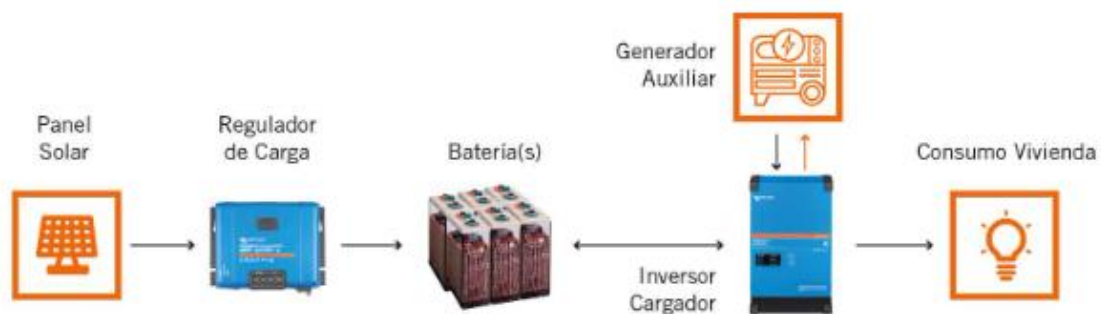 Generador
Auxiliar
Panel
Solar
Regulador
de Carga
Batería(s)
Consumo Vivienda
Inversor
Cargador